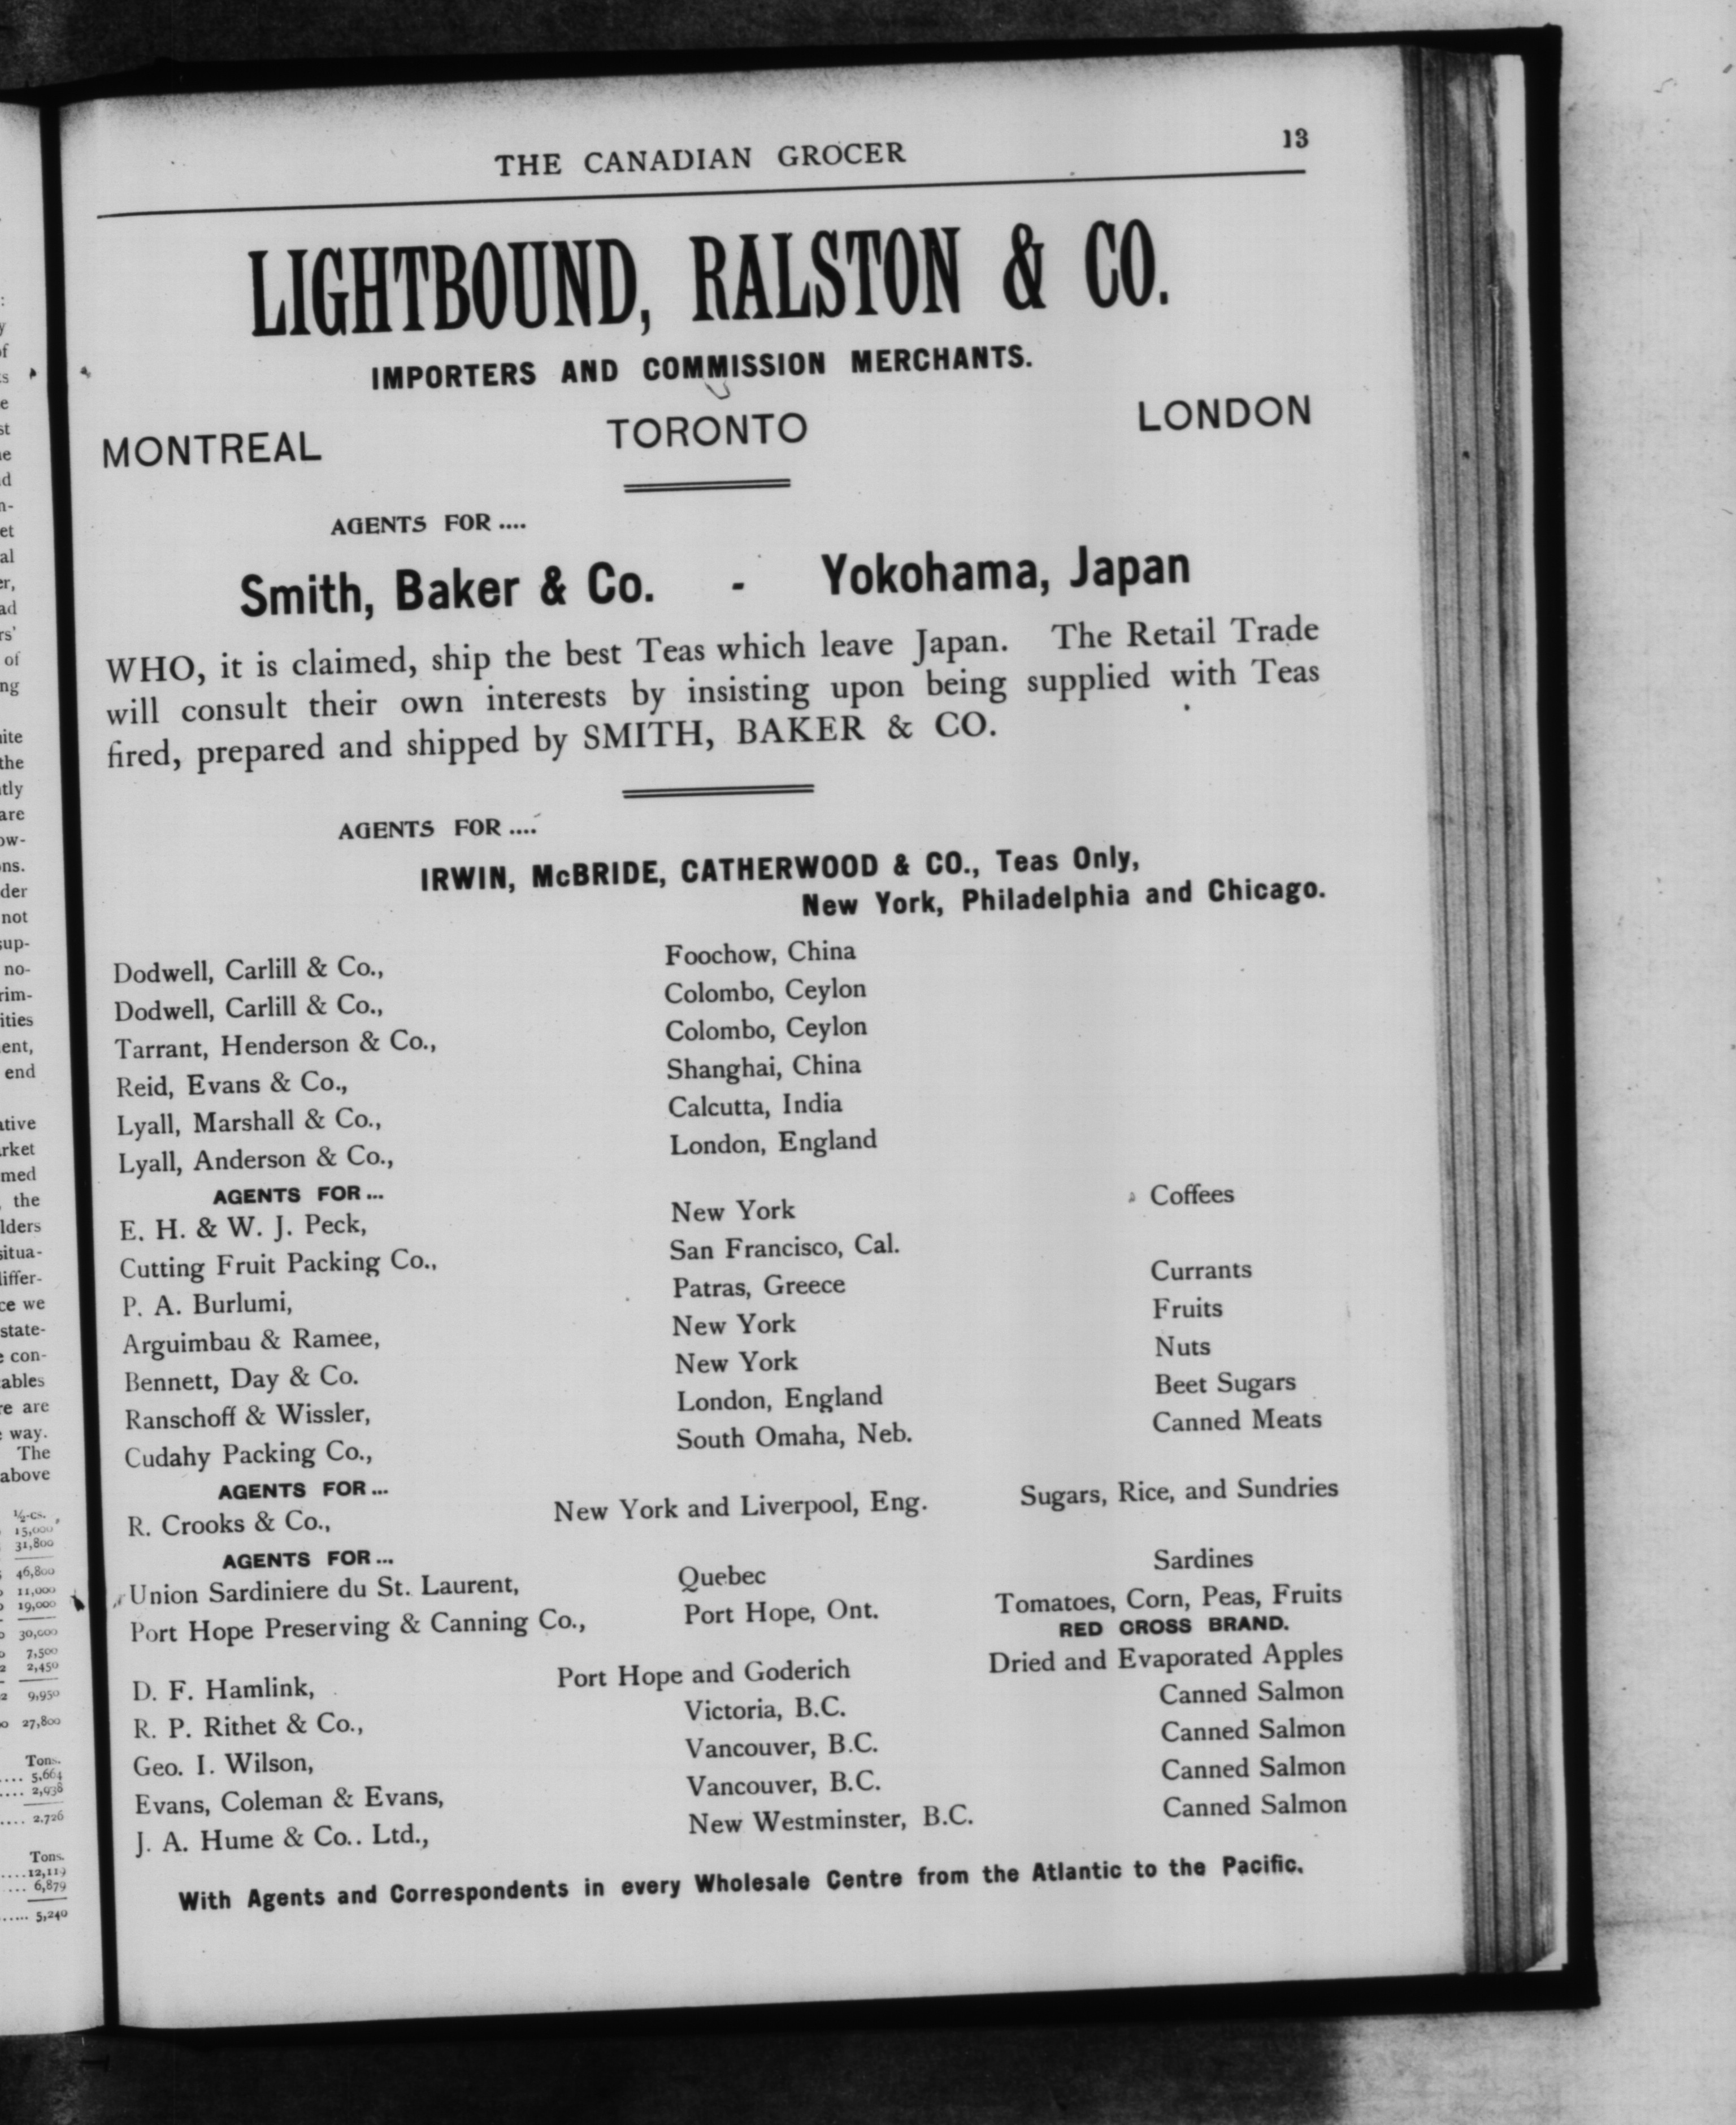 THE CANADIAN GROCER 13
LIGHTBOUND, RALSTON & CO.
IMPORTERS AND COMMISSION MERCHANTS.
MONTREAL TORONTO LONDON
AGENTS FOR ....
Smith, Baker & Co. - Yokohama, Japan
WHO, it is claimed, ship the best Teas which leave Japan. The Retail Trade
will consult their own interests by insisting upon being supplied with Teas
fired, prepared and shipped by SMITH, BAKER & CO.
AGENTS FOR ....
IRWIN, McBRIDE, CATHERWOOD & CO., Teas Only,
New York, Philadelphia and Chicago.
Dodwell, Carlill & Co., Foochow, China
Dodwell, Carlill & Co., Colombo, Ceylon
Tarrant, Henderson & Co., Colombo, Ceylon
Reid, Evans & Co., Shanghai, China
Lyall, Marshall & Co., Calcutta, India
Lyall, Anderson & Co., London, England
AGENTS FOR ...
E. H. & W. J. Peck, New York Coffees
Cutting Fruit Packing Co., San Francisco, Cal.
P. A. Burlumi, Patras, Greece Currants
Arguimbau & Ramee, New York Fruits
Bennett, Day & Co. New York Nuts
Ranschoff & Wissler, London, England Beet Sugars
Cudahy Packing Co., South Omaha, Neb. Canned Meats
AGENTS FOR ...
R. Crooks & Co., New York and Liverpool, Eng. Sugars, Rice, and Sundries
AGENTS FOR ...
Union Sardiniere du St. Laurent, Quebec Sardines
Port Hope Preserving & Canning Co., Port Hope, Ont. Tomatoes, Corn, Peas, Fruits
RED CROSS BRAND.
D. F. Hamlink, Port Hope and Goderich Dried and Evaporated Apples
R. P. Rithet & Co., Victoria, B.C. Canned Salmon
Geo. I. Wilson, Vancouver, B.C. Canned Salmon
Evans, Coleman & Evans, Vancouver, B.C. Canned Salmon
J. A. Hume & Co.. Ltd., New Westminster, B.C. Canned Salmon
With Agents and Correspondents in every Wholesale Centre from the Atlantic to the Pacific.